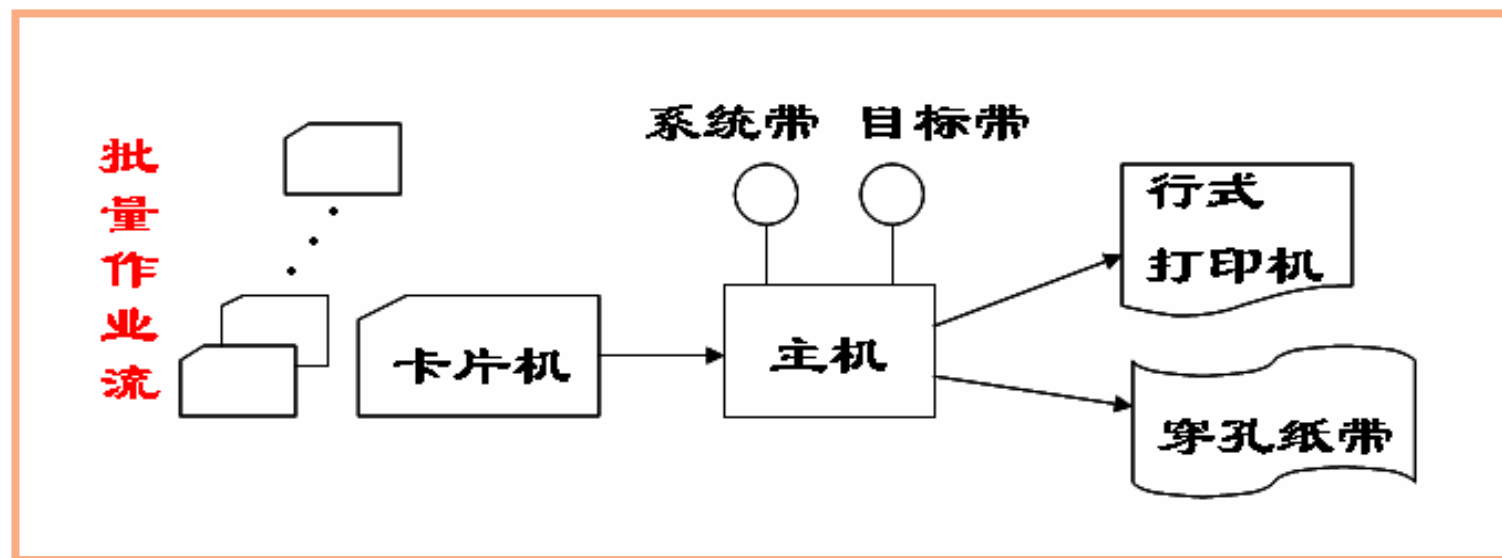 批量作业流
系统带 目标带
卡片机
主机
行式
打印机
穿孔纸带